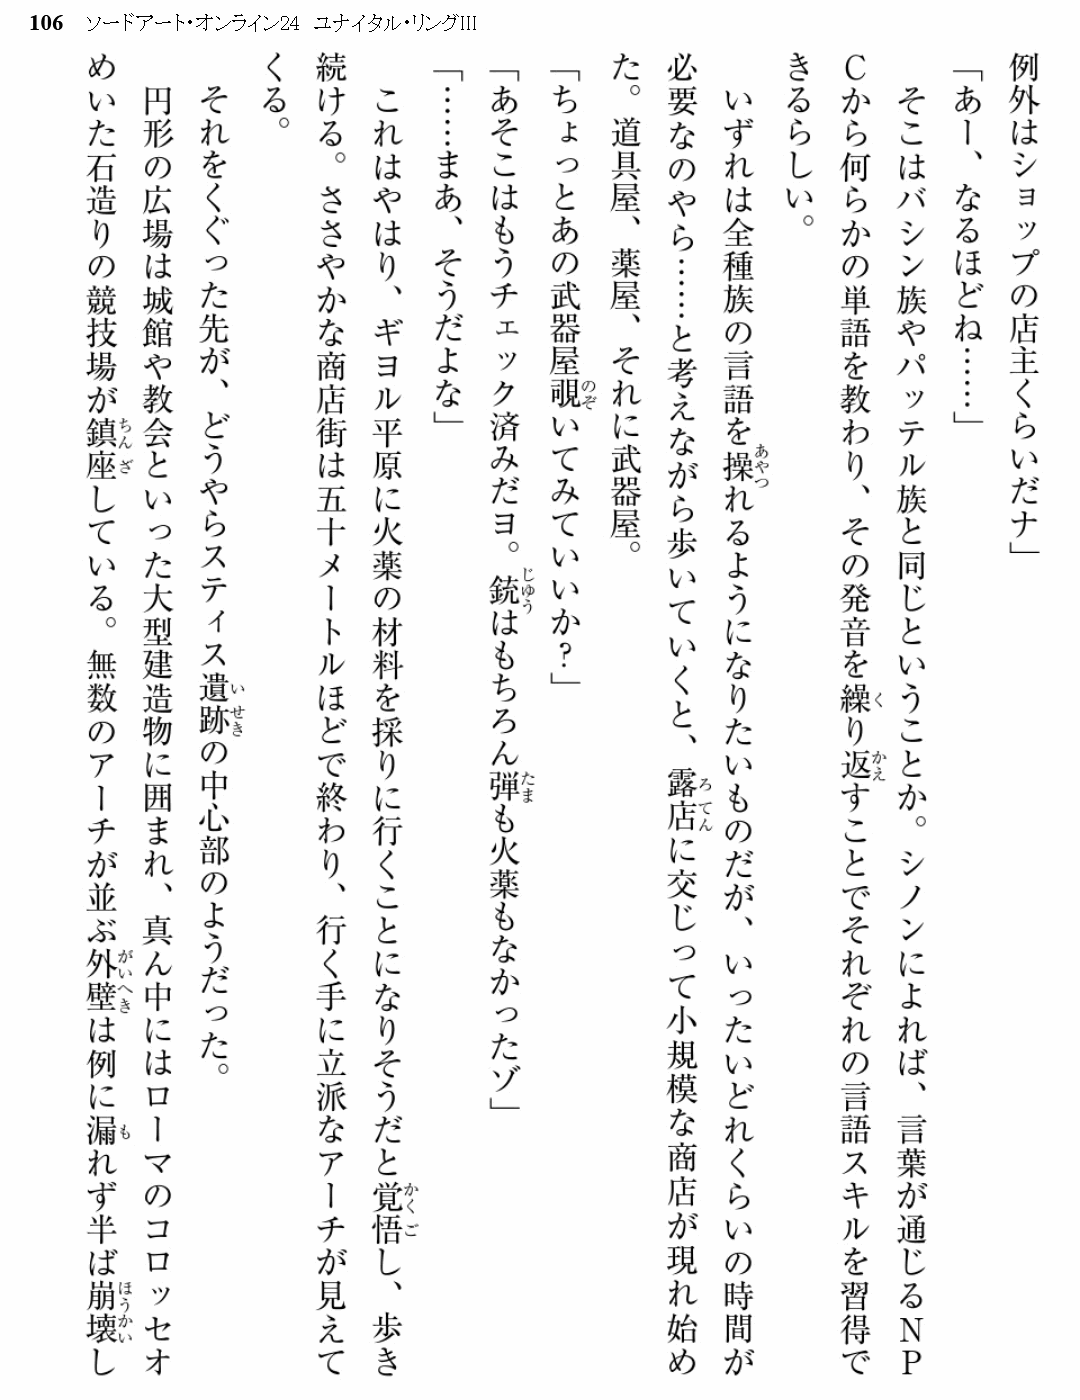 106 ソードアート・オンライン24 ユナイタル・リングIII
例外はショップの店主くらいだナ」
「あー、なるほどね……」
そこはバシン族やパッテル族と同じということか。シノンによれば、言葉が通じるNP
Cから何らかの単語を教わり、その発音を繰り返すことでそれぞれの言語スキルを習得で
きるらしい。
いずれは全種族の言語を操れるようになりたいものだが、いったいどれくらいの時間が
必要なのやら……と考えながら歩いていくと、露店に交じって小規模な商店が現れ始め
た。道具屋、薬屋、それに武器屋。
「ちょっとあの武器屋覗いてみていいか?」
「あそこはもうチェック済みだヨ。銃はもちろん弾も火薬もなかったゾ」
「……まあ、そうだよな」
これはやはり、ギヨル平原に火薬の材料を採りに行くことになりそうだと覚悟し、歩き
続ける。ささやかな商店街は五十メートルほどで終わり、行く手に立派なアーチが見えて
くる。
それをくぐった先が、どうやらスティス遺跡の中心部のようだった。
円形の広場は城館や教会といった大型建造物に囲まれ、真ん中にはローマのコロッセオ
めいた石造りの競技場が鎮座している。無数のアーチが並ぶ外壁は例に漏れず半ば崩壊し